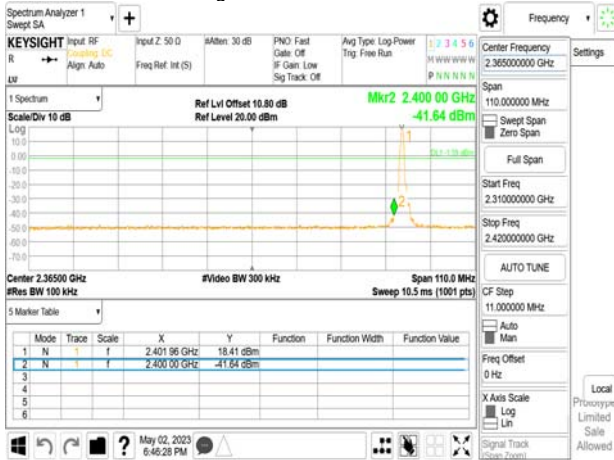 Spectrum Analyzer 1
Swept SA
Frequency
KEYSIGHT
Input: RF
Coupling: DC
Align: Auto
Input Z: 50 Ω
Freq Ref: Int (S)
#Atten: 30 dB
PNO: Fast
Gate: Off
IF Gain: Low
Sig Track: Off
Avg Type: Log-Power
Trig: Free Run
1 2 3 4 5 6
M W W W W W
P N N N N N
R
1 Spectrum
Scale/Div 10 dB
Ref Lvl Offset 10.80 dB
Ref Level 20.00 dBm
Mkr2 2.400 00 GHz
-41.64 dBm
Log
10.0
0.00
-10.0
-20.0
-30.0
-40.0
-50.0
-60.0
-70.0
1
2
Center 2.36500 GHz
#Res BW 100 kHz
#Video BW 300 kHz
Span 110.0 MHz
Sweep 10.5 ms (1001 pts)
5 Marker Table
Mode Trace Scale X Y Function Function Width Function Value
1 N 1 f 2.401 96 GHz 18.41 dBm
2 N 1 f 2.400 00 GHz -41.64 dBm
3
4
5
6
May 02, 2023
6:46:28 PM
Center Frequency
2.365000000 GHz
Span
110.000000 MHz
Swept Span
Zero Span
Full Span
Start Freq
2.310000000 GHz
Stop Freq
2.420000000 GHz
AUTO TUNE
CF Step
11.000000 MHz
Auto
Man
Freq Offset
0 Hz
X Axis Scale
Log
Lin
Signal Track
(Span Zoom)
Settings
Local
Prototype
Limited
Sale
Allowed